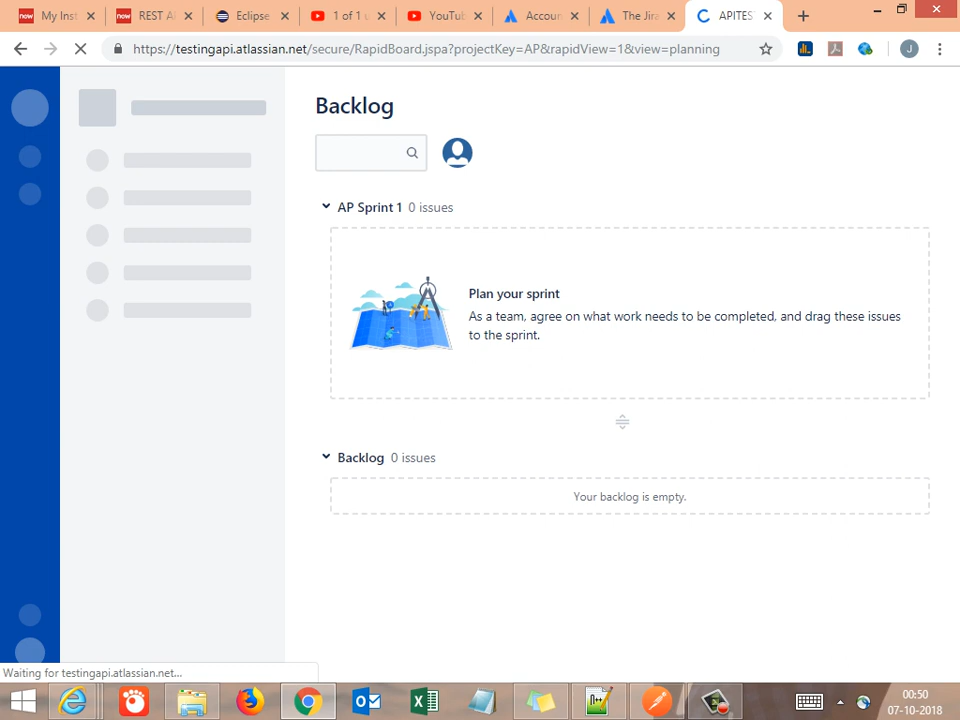 now My Inst
now REST A
Eclipse
1 of 1 u
YouTub
Accour
The Jira
APITES
https://testingapi.atlassian.net/secure/RapidBoard.jspa?projectKey=AP&rapidView=1&view=planning
J
Backlog
AP Sprint 1 0 issues
Plan your sprint
As a team, agree on what work needs to be completed, and drag these issues
to the sprint.
Backlog 0 issues
Your backlog is empty.
Waiting for testingapi.atlassian.net...
00:50
07-10-2018